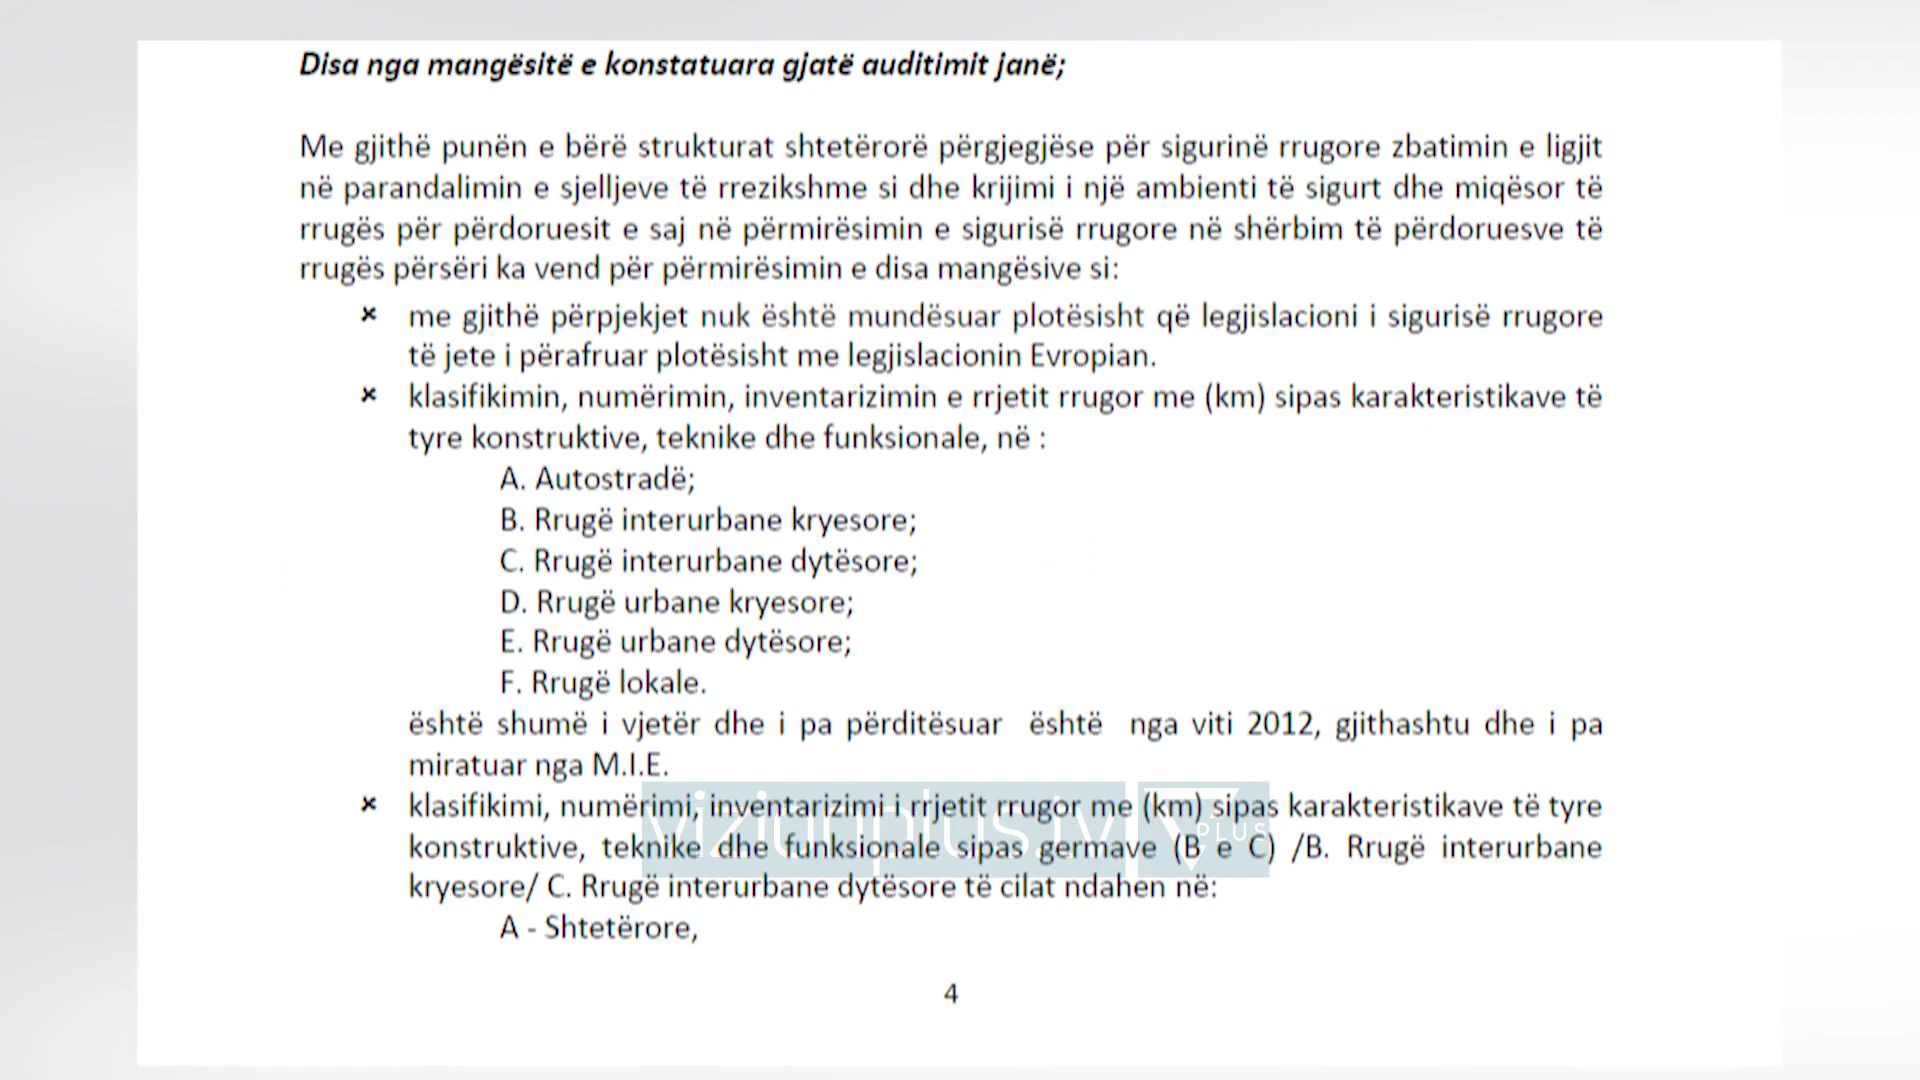 Disa nga mangësitë e konstatuara gjatë auditimit janë;
Me gjithë punën e bërë strukturat shtetërorë përgjegjëse për sigurinë rrugore zbatimin e ligjit
në parandalimin e sjelljeve të rrezikshme si dhe krijimi i një ambienti të sigurt dhe miqësor të
rrugës për përdoruesit e saj në përmirësimin e sigurisë rrugore në shërbim të përdoruesve të
rrugës përsëri ka vend për përmirësimin e disa mangësive si:
× me gjithë përpjekjet nuk është mundësuar plotësisht që legjislacioni i sigurisë rrugore
të jete i përafruar plotësisht me legjislacionin Evropian.
× klasifikimin, numërimin, inventarizimin e rrjetit rrugor me (km) sipas karakteristikave të
tyre konstruktive, teknike dhe funksionale, në :
A. Autostradë;
B. Rrugë interurbane kryesore;
C. Rrugë interurbane dytësore;
D. Rrugë urbane kryesore;
E. Rrugë urbane dytësore;
F. Rrugë lokale.
është shumë i vjetër dhe i pa përditësuar është nga viti 2012, gjithashtu dhe i pa
miratuar nga M.I.E.
× klasifikimi, numërimi, inventarizimi i rrjetit rrugor me (km) sipas karakteristikave të tyre
konstruktive, teknike dhe funksionale sipas germave (B e C) /B. Rrugë interurbane
kryesore/ C. Rrugë interurbane dytësore të cilat ndahen në:
A - Shtetërore,
vizionplus.tv PLUS
4